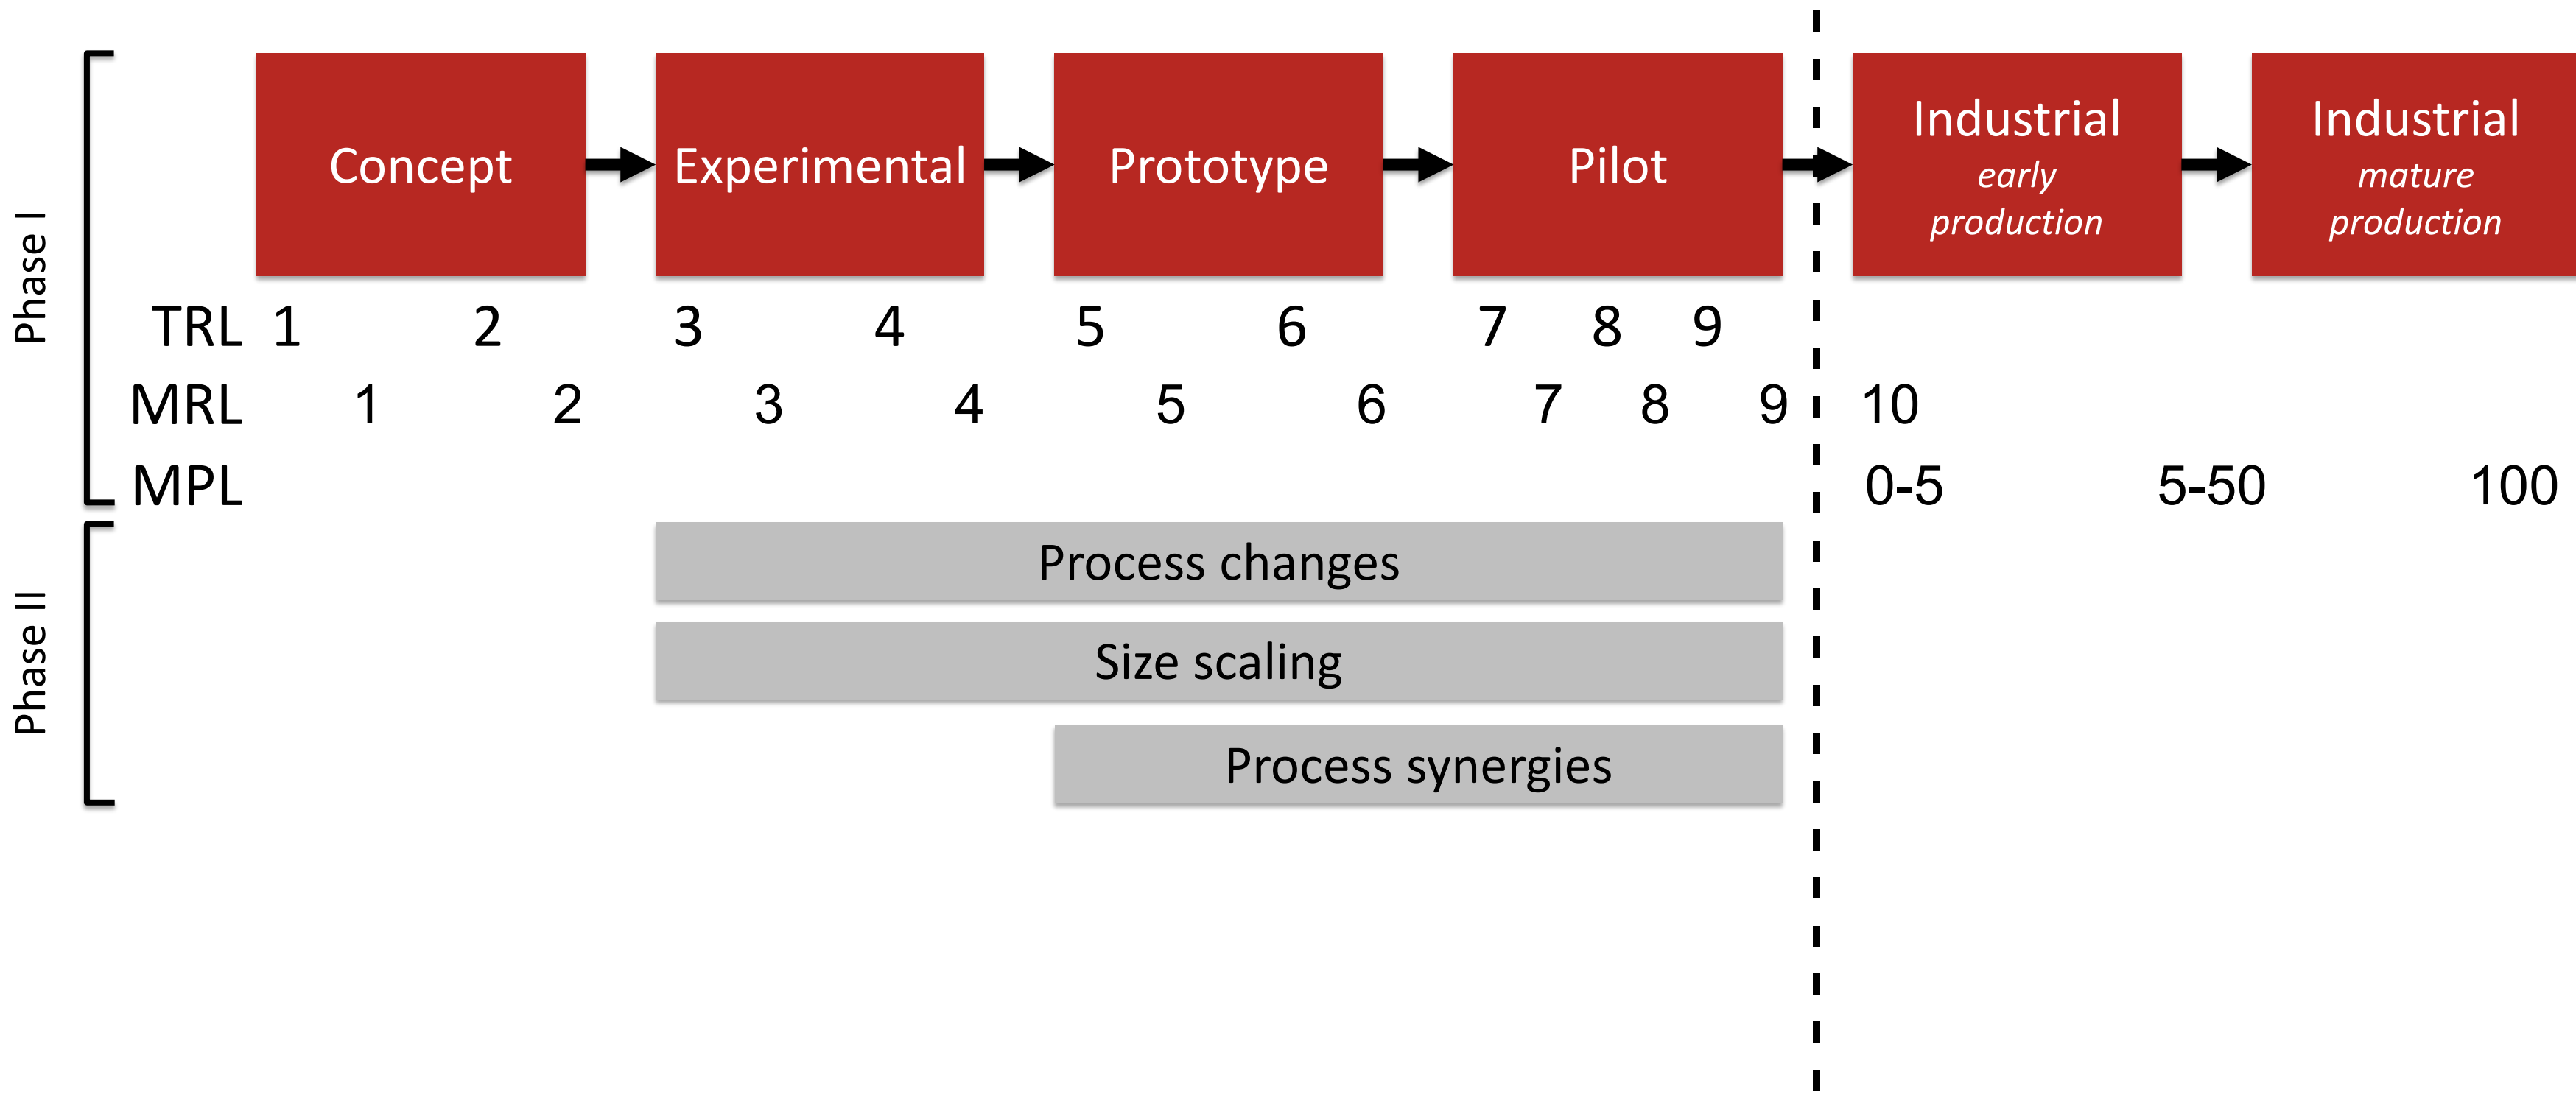 Phase I
Concept
Experimental
Prototype
Pilot
Industrial
early
production
Industrial
mature
production
TRL 1 2 3 4 5 6 7 8 9
MRL 1 2 3 4 5 6 7 8 9 10
MPL 0-5 5-50 100
Phase II
Process changes
Size scaling
Process synergies